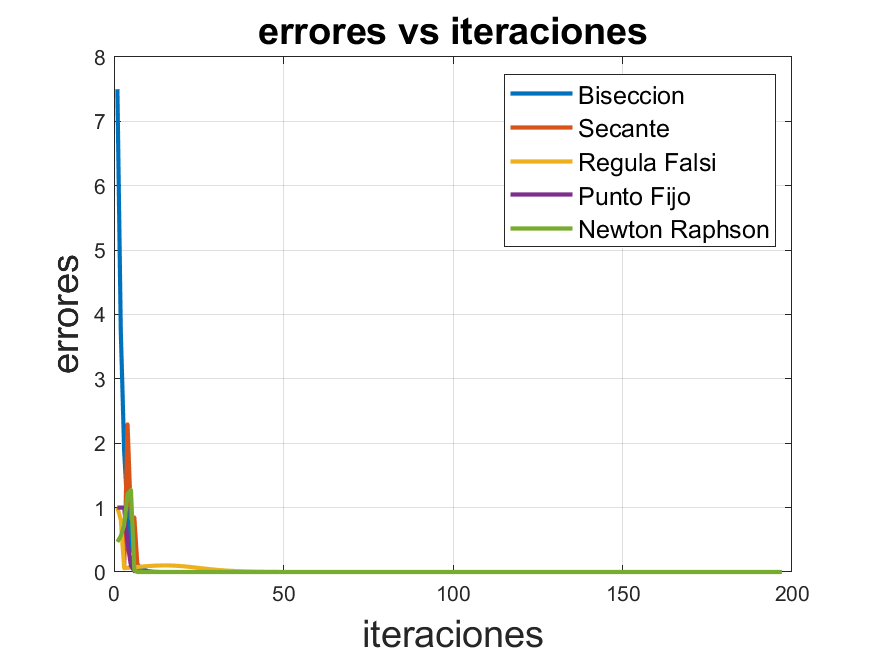 errores vs iteraciones
8
7
6
5
4
3
2
1
0
errores
Biseccion
Secante
Regula Falsi
Punto Fijo
Newton Raphson
0 50 100 150 200
iteraciones